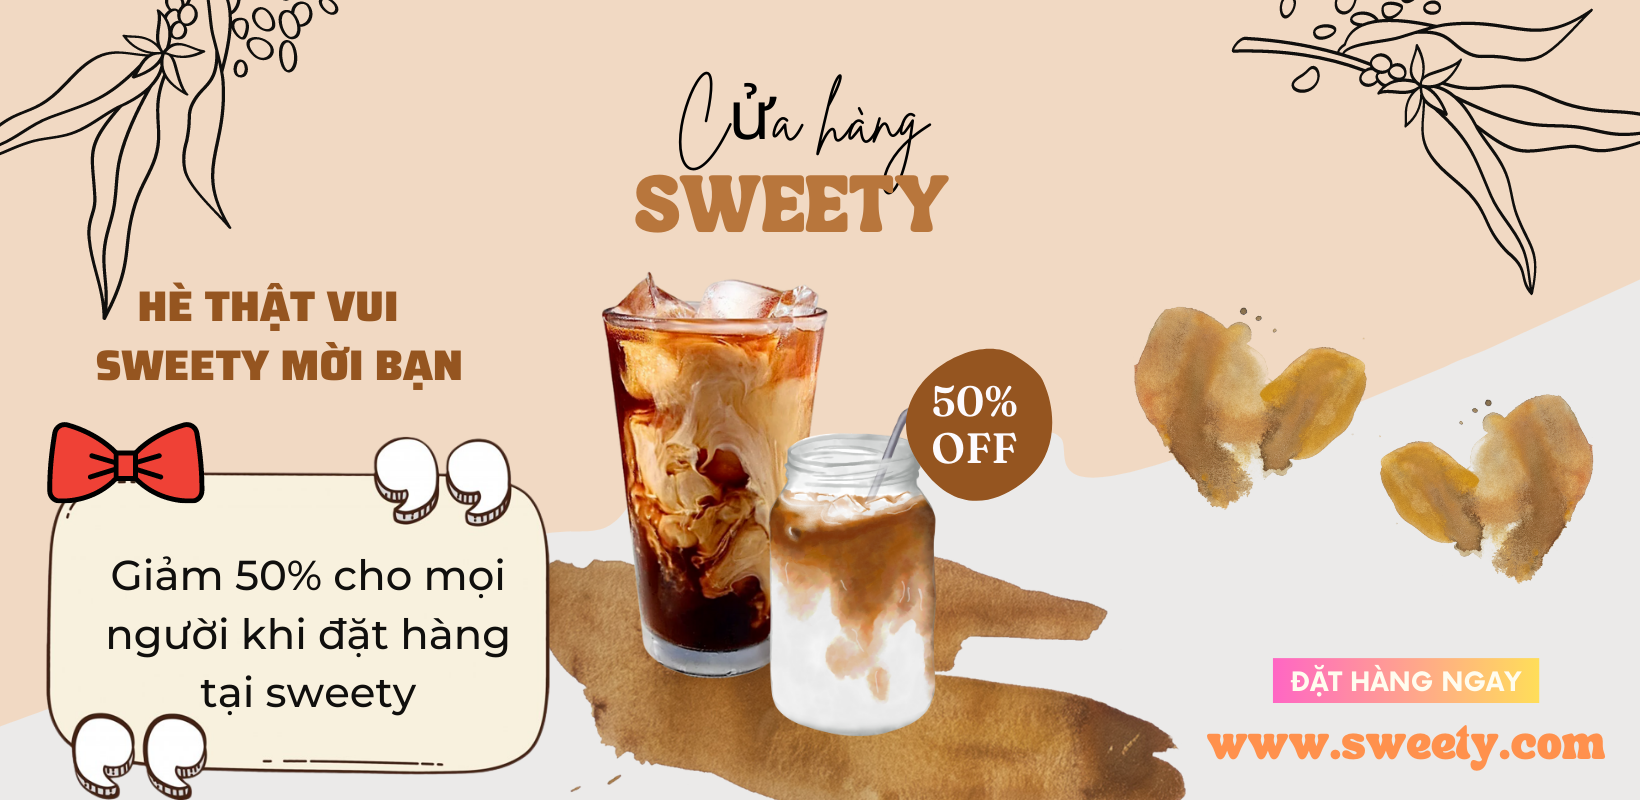 Cửa hàng
SWEETY
HÈ THẬT VUI
SWEETY MỜI BẠN
50%
OFF
Giảm 50% cho mọi
người khi đặt hàng
tại sweety
ĐẶT HÀNG NGAY
www.sweety.com